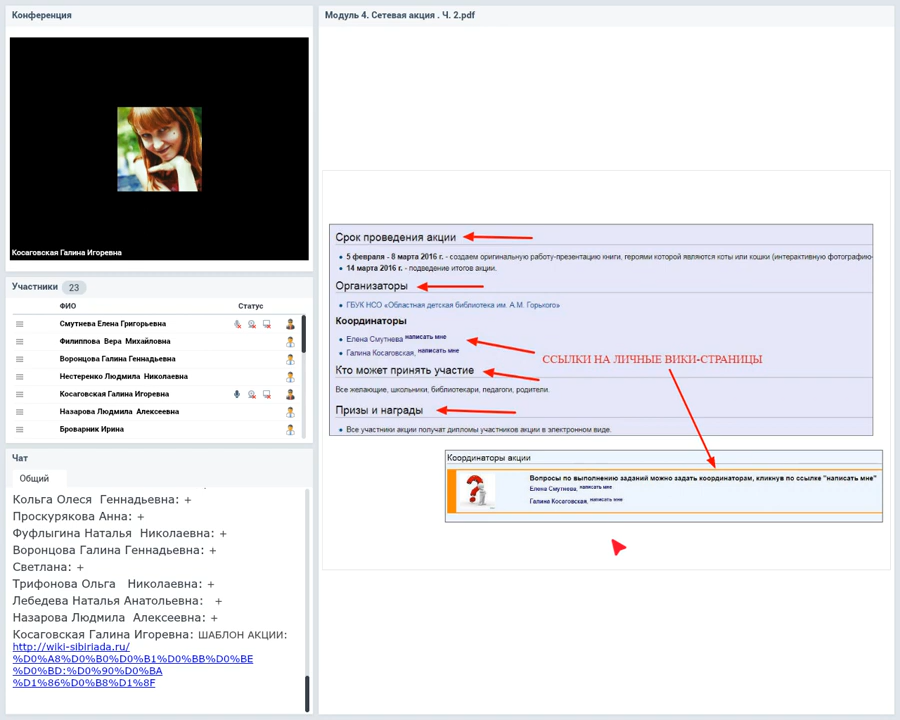 Конференция
Косаговская Галина Игоревна
Участники 23
ФИО Статус
Смутнева Елена Григорьевна
Филиппова Вера Михайловна
Воронцова Галина Геннадьевна
Нестеренко Людмила Николаевна
Косаговская Галина Игоревна
Назарова Людмила Алексеевна
Броварник Ирина
Чат
Общий
Кольга Олеся Геннадьевна: +
Проскурякова Анна: +
Фуфлыгина Наталья Николаевна: +
Воронцова Галина Геннадьевна: +
Светлана: +
Трифонова Ольга Николаевна: +
Лебедева Наталья Анатольевна: +
Назарова Людмила Алексеевна: +
Косаговская Галина Игоревна: ШАБЛОН АКЦИИ:
http://wiki-sibiriada.ru/
%D0%A8%D0%B0%D0%B1%D0%BB%D0%BE
%D0%BD:%D0%90%D0%BA
%D1%86%D0%B8%D1%8F
Модуль 4. Сетевая акция . Ч. 2.pdf
Срок проведения акции
5 февраля - 8 марта 2016 г. - создаем оригинальную работу-презентацию книги, героями которой являются коты или кошки (интерактивную фотографию
14 марта 2016 г. - подведение итогов акции.
Организаторы
ГБУК НСО «Областная детская библиотека им. А.М. Горького»
Координаторы
Елена Смутнева написать мне
Галина Косаговская, написать мне
ССЫЛКИ НА ЛИЧНЫЕ ВИКИ-СТРАНИЦЫ
Кто может принять участие
Все желающие, школьники, библиотекари, педагоги, родители.
Призы и награды
Все участники акции получат дипломы участников акции в электронном виде.
Координаторы акции
Вопросы по выполнению заданий можно задать координаторам, кликнув по ссылке "написать мне"
Елена Смутнева, написать мне
Галина Косаговская, написать мне